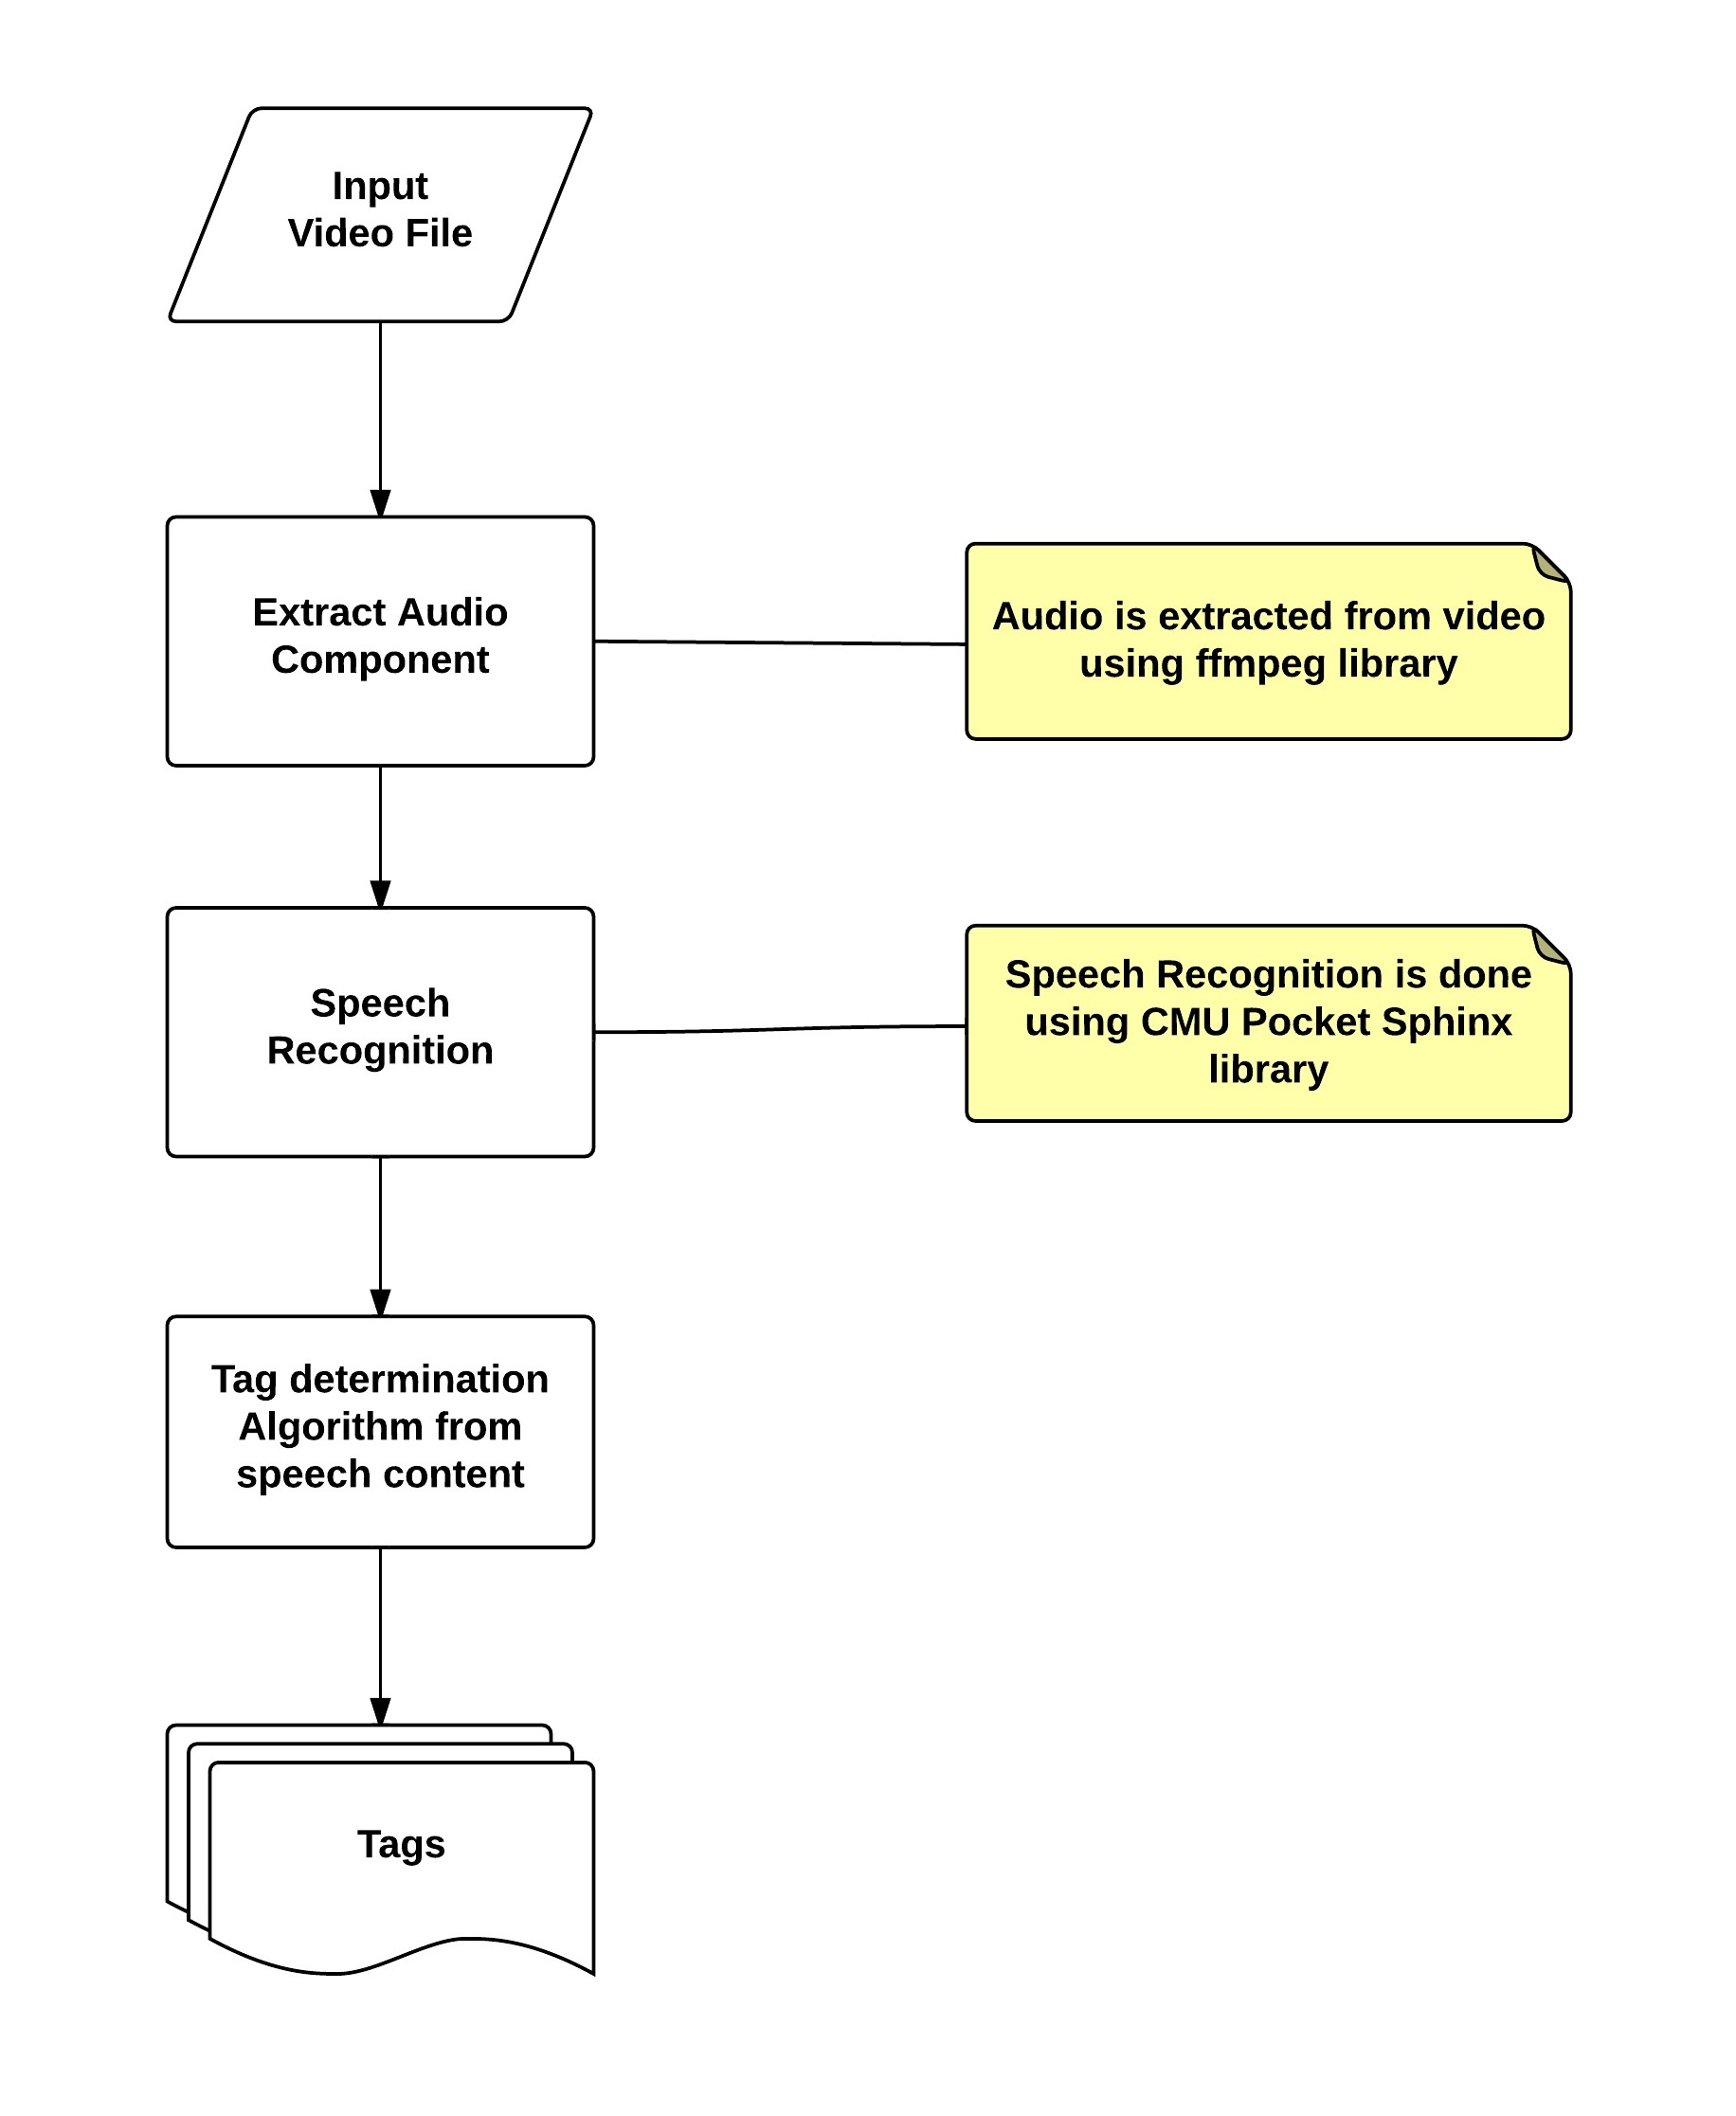 Input
Video File
Extract Audio
Component
Audio is extracted from video
using ffmpeg library
Speech
Recognition
Speech Recognition is done
using CMU Pocket Sphinx
library
Tag determination
Algorithm from
speech content
Tags